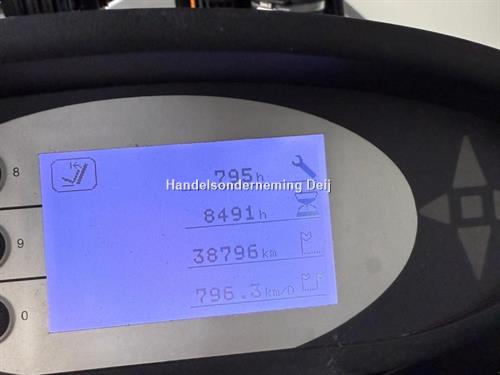 8
795 h
Handelsonderneming Deij
8491 h
9
38796 km
796.3 km/D
0